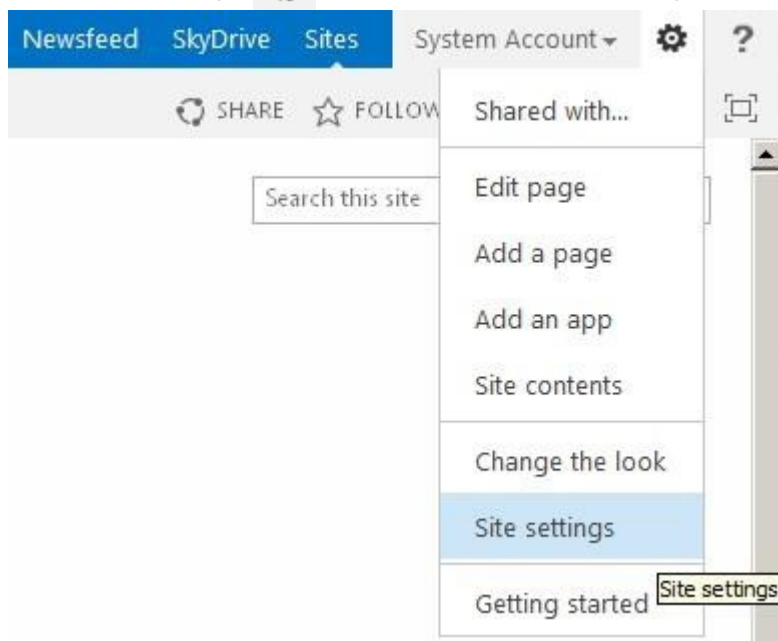 Newsfeed SkyDrive Sites System Account ?
SHARE FOLLOW
Shared with...
Search this site
Edit page
Add a page
Add an app
Site contents
Change the look
Site settings
Site settings
Getting started